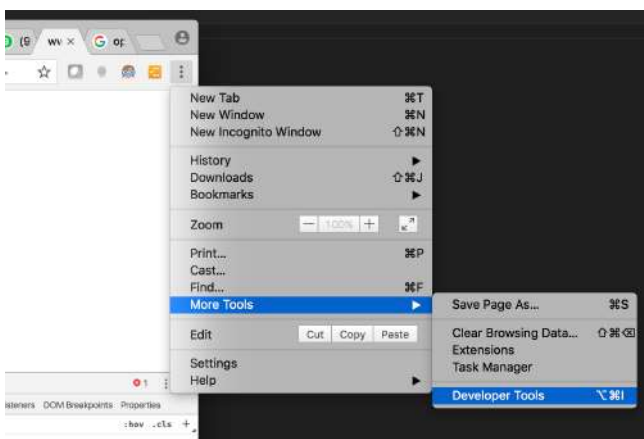 (9 wv × G op
New Tab ⌘T
New Window ⌘N
New Incognito Window ⇧⌘N
History ▶
Downloads ⇧⌘J
Bookmarks ▶
Zoom — 100% +
Print... ⌘P
Cast...
Find... ⌘F
More Tools ▶
Edit Cut Copy Paste
Settings
Help ▶
Save Page As... ⌘S
Clear Browsing Data... ⇧⌘⌫
Extensions
Task Manager
Developer Tools ⌥⌘I
1
isteners DOM Breakpoints Properties
:hov .cls +